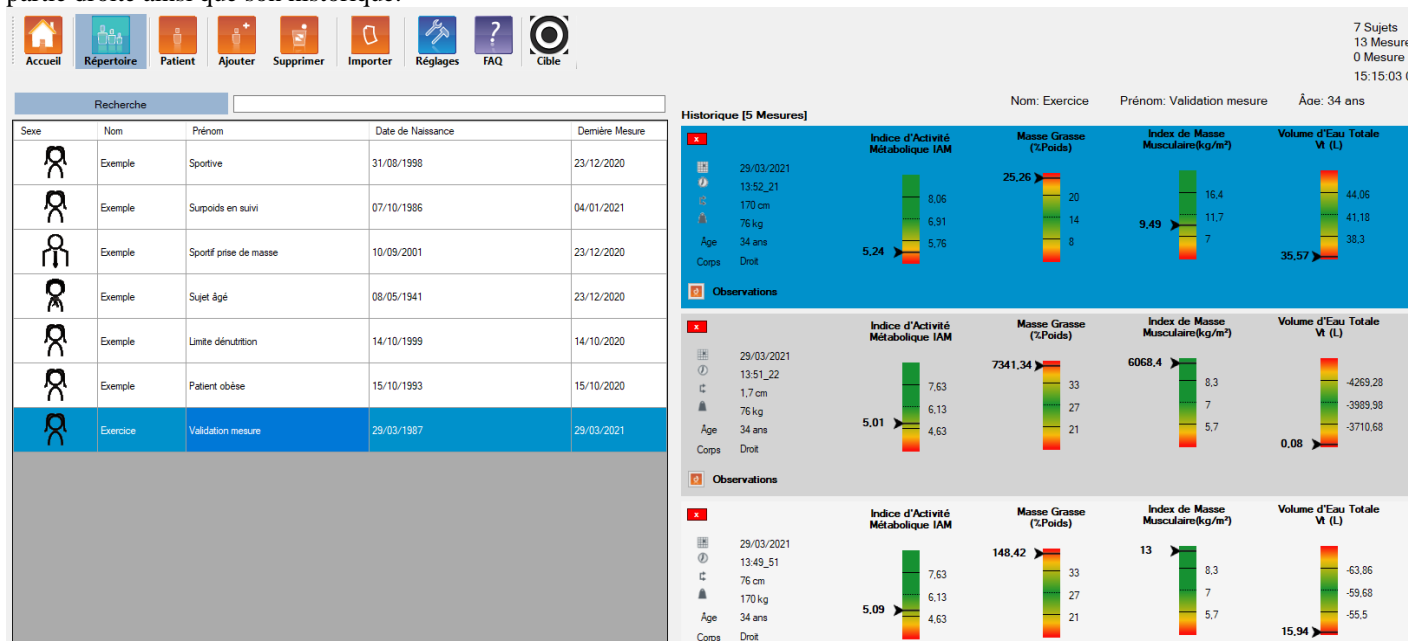 partie droite ainsi que son historique.
Accueil Répertoire Patient Ajouter Supprimer Importer Réglages FAQ Cible
7 Sujets
13 Mesure
0 Mesure
15:15:03 0
Recherche
Sexe Nom Prénom Date de Naissance Dernière Mesure
Exemple Sportive 31/08/1998 23/12/2020
Exemple Surpoids en suivi 07/10/1986 04/01/2021
Exemple Sportif prise de masse 10/09/2001 23/12/2020
Exemple Sujet âgé 08/05/1941 23/12/2020
Exemple Limite dénutrition 14/10/1999 14/10/2020
Exemple Patient obèse 15/10/1993 15/10/2020
Exercice Validation mesure 29/03/1987 29/03/2021
Nom: Exercice Prénom: Validation mesure Âge: 34 ans
Historique [5 Mesures]
x
Indice d'Activité
Métabolique IAM
Masse Grasse
(%Poids)
Index de Masse
Musculaire(kg/m²)
Volume d'Eau Totale
Vt (L)
29/03/2021
13:52_21
170 cm
76 kg
Âge 34 ans
Corps Droit
8,06
6,91
5,76
5,24
25,26
20
14
8
16,4
11,7
7
9,49
44,06
41,18
38,3
35,57
Observations
x
Indice d'Activité
Métabolique IAM
Masse Grasse
(%Poids)
Index de Masse
Musculaire(kg/m²)
Volume d'Eau Totale
Vt (L)
29/03/2021
13:51_22
1,7 cm
76 kg
Âge 34 ans
Corps Droit
7,63
6,13
4,63
5,01
7341,34
33
27
21
6068,4
8,3
7
5,7
-4269,28
-3989,98
-3710,68
0,08
Observations
x
Indice d'Activité
Métabolique IAM
Masse Grasse
(%Poids)
Index de Masse
Musculaire(kg/m²)
Volume d'Eau Totale
Vt (L)
29/03/2021
13:49_51
76 cm
170 kg
Âge 34 ans
Corps Droit
7,63
6,13
4,63
5,09
148,42
33
27
21
13
8,3
7
5,7
-63,86
-59,68
-55,5
15,94